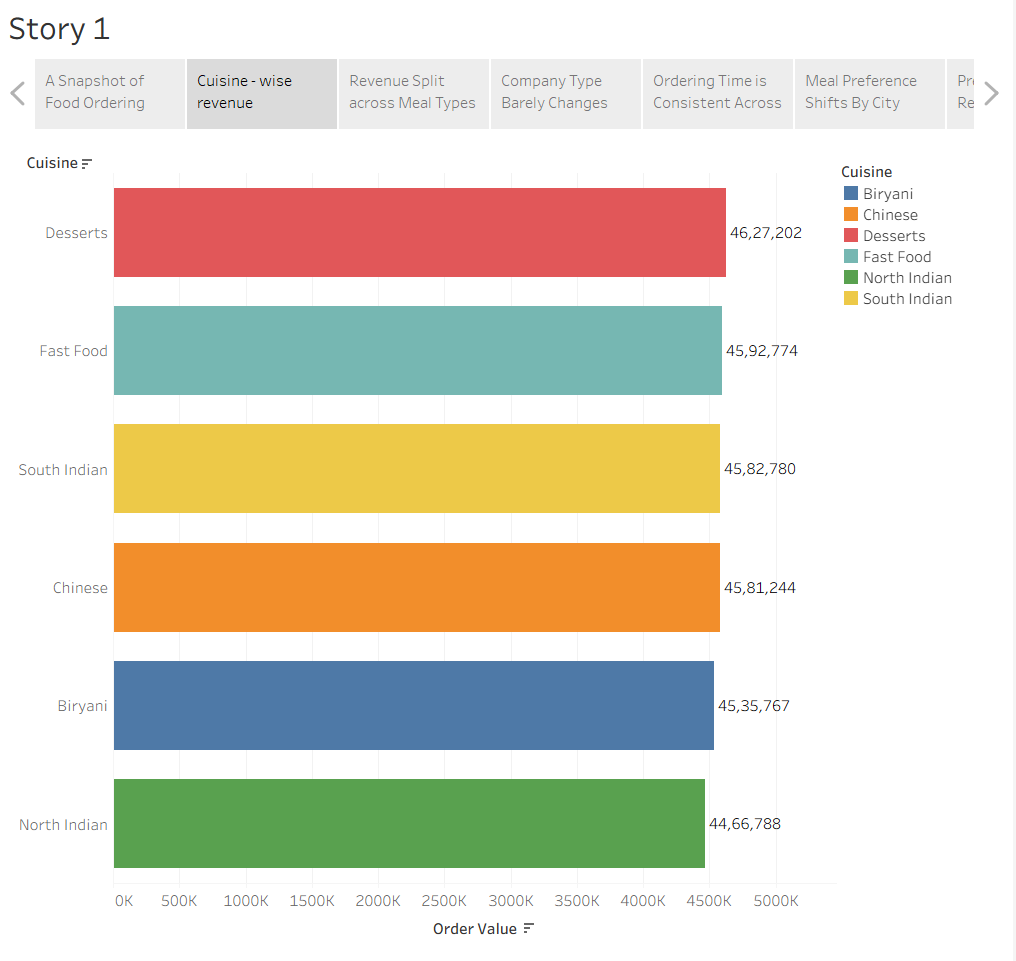 Story 1
A Snapshot of
Food Ordering
Cuisine - wise
revenue
Revenue Split
across Meal Types
Company Type
Barely Changes
Ordering Time is
Consistent Across
Meal Preference
Shifts By City
Cuisine
Desserts
46,27,202
Fast Food
45,92,774
South Indian
45,82,780
Chinese
45,81,244
Biryani
45,35,767
North Indian
44,66,788
0K 500K 1000K 1500K 2000K 2500K 3000K 3500K 4000K 4500K 5000K
Order Value
Cuisine
Biryani
Chinese
Desserts
Fast Food
North Indian
South Indian